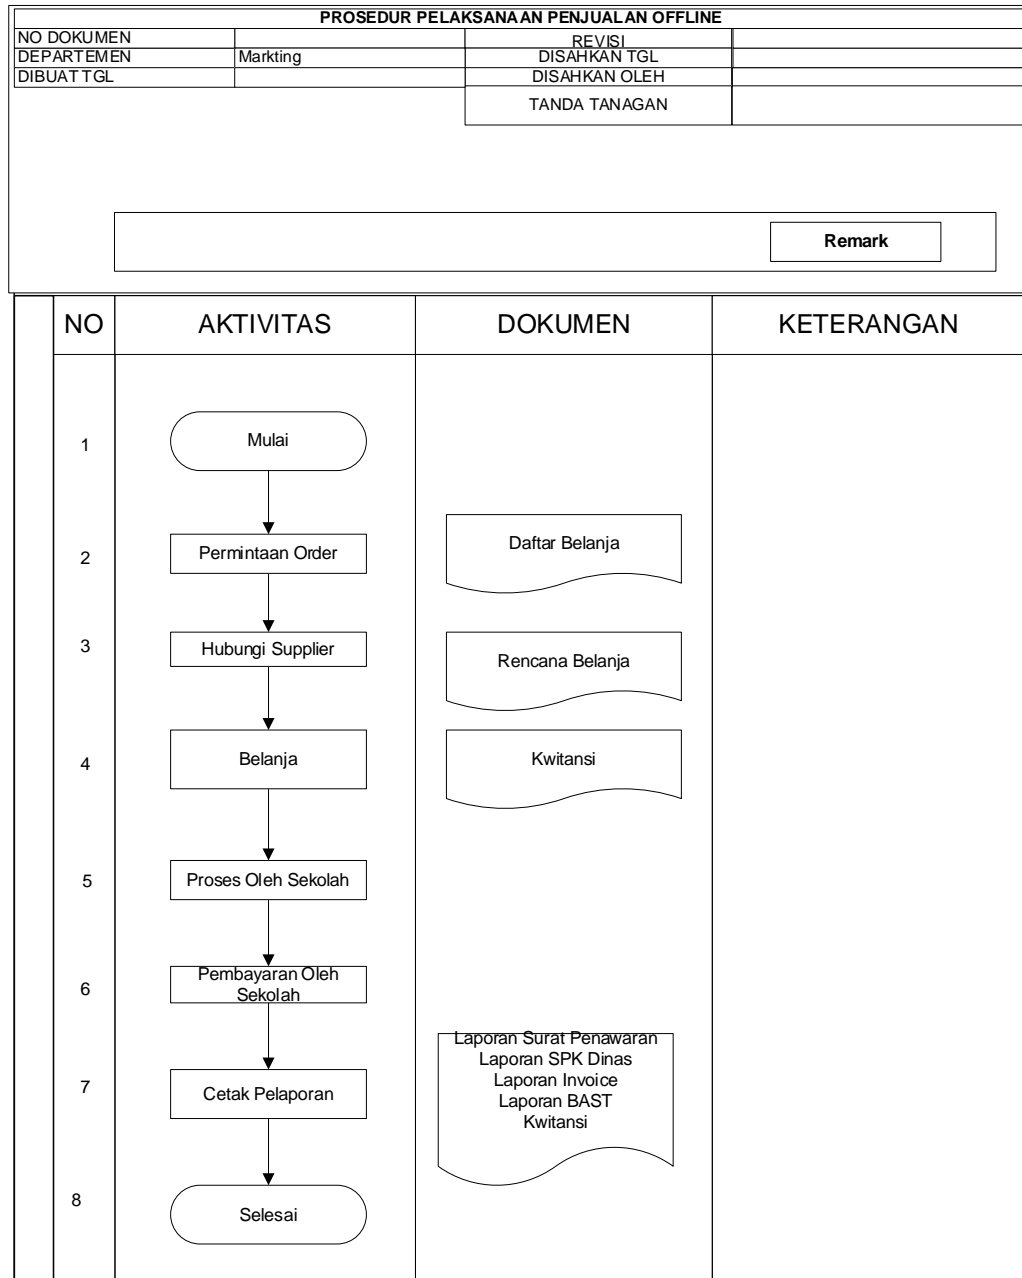 PROSEDUR PELAKSANAAN PENJUALAN OFFLINE
NO DOKUMEN
REVISI
DEPARTEMEN
Markting
DISAHKAN TGL
DIBUAT TGL
DISAHKAN OLEH
TANDA TANAGAN
Remark
NO
AKTIVITAS
DOKUMEN
KETERANGAN
1
Mulai
2
Permintaan Order
Daftar Belanja
3
Hubungi Supplier
Rencana Belanja
4
Belanja
Kwitansi
5
Proses Oleh Sekolah
6
Pembayaran Oleh
Sekolah
7
Cetak Pelaporan
Laporan Surat Penawaran
Laporan SPK Dinas
Laporan Invoice
Laporan BAST
Kwitansi
8
Selesai